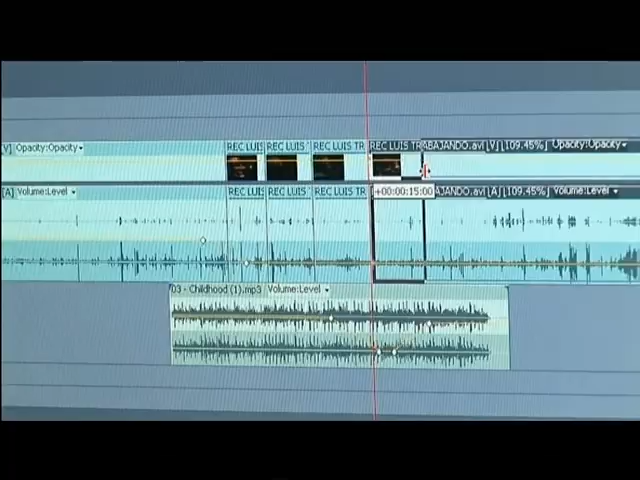 [V] Opacity:Opacity REC LUIS REC LUIS REC LUIS TR REC LUIS TR ABAJANDO.avi [V] [109.45%] Opacity:Opacity
[A] Volume:Level REC LUIS REC LUIS REC LUIS TR +00:00:15:00 AJANDO.avi [A] [109.45%] Volume:Level
03 - Childhood (1).mp3 Volume:Level